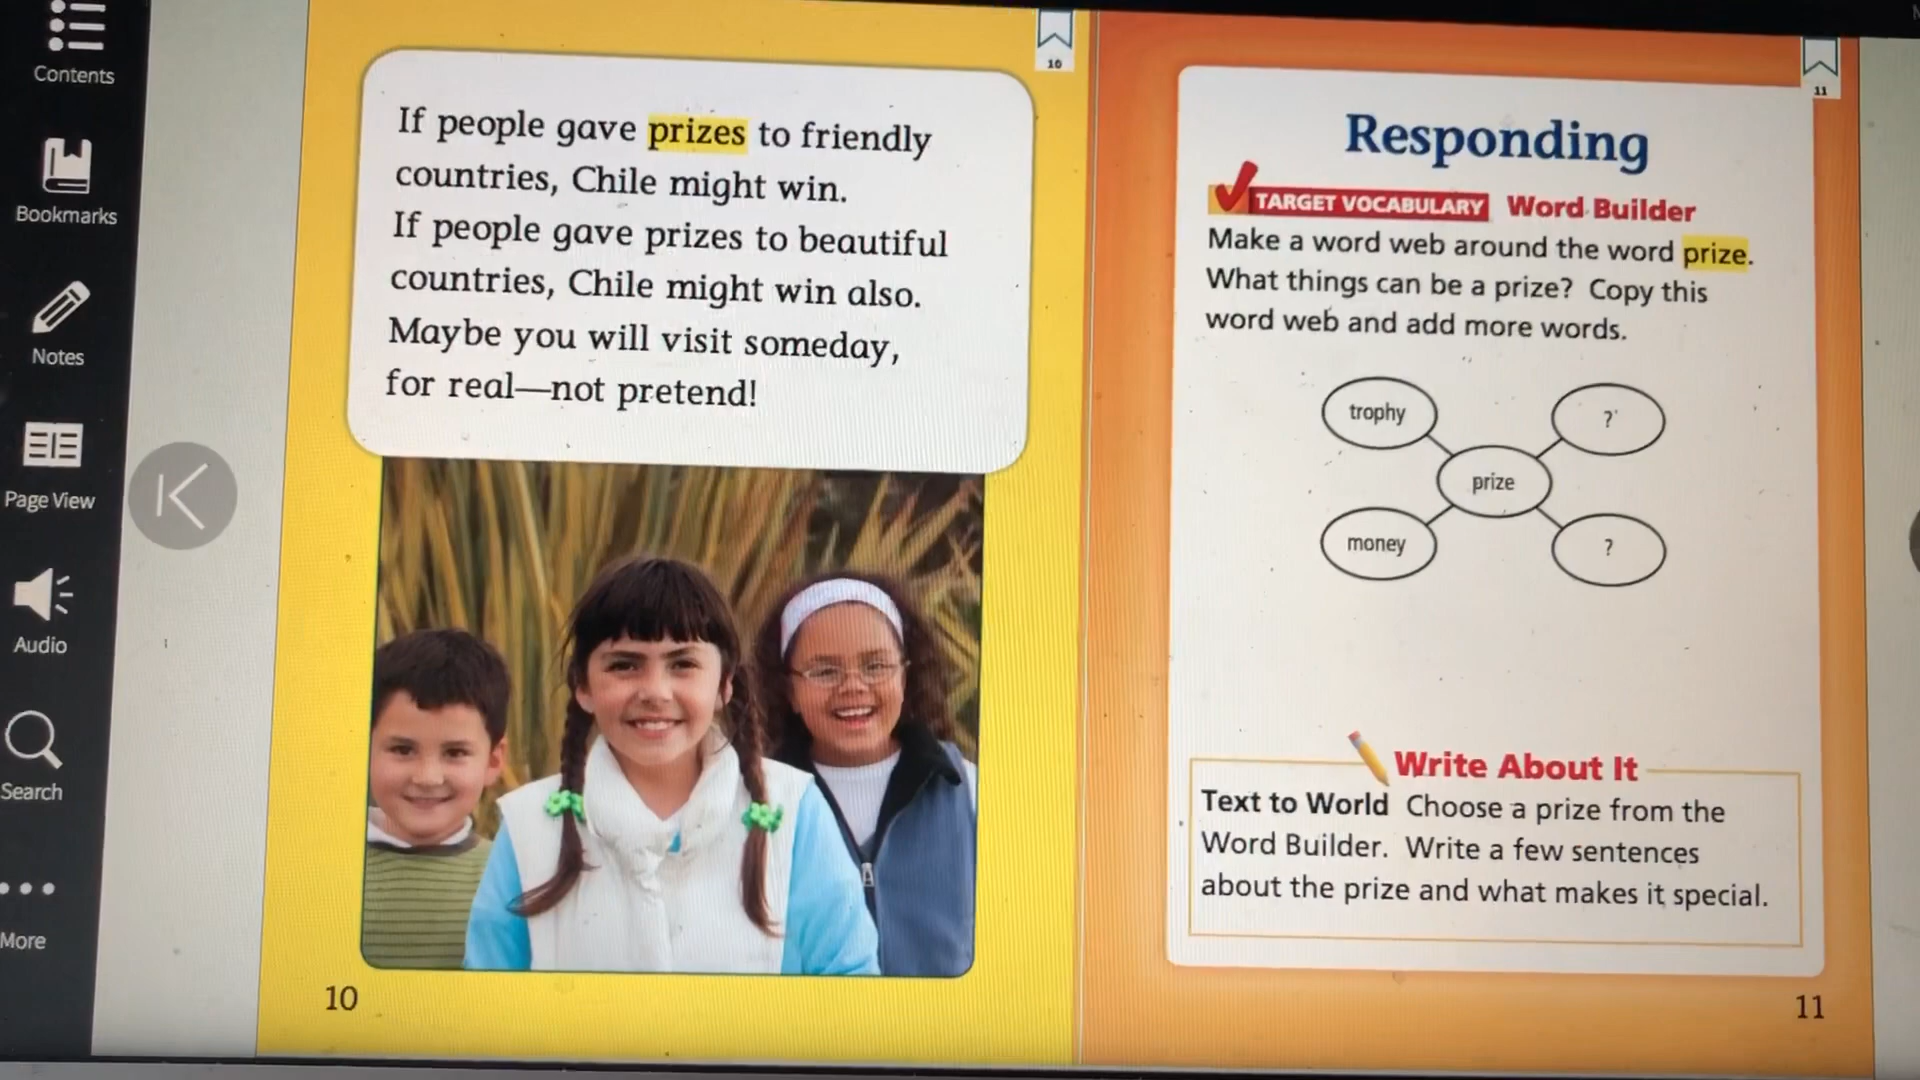 Contents
Bookmarks
Notes
Page View
Audio
Search
More
10
If people gave prizes to friendly
countries, Chile might win.
If people gave prizes to beautiful
countries, Chile might win also.
Maybe you will visit someday,
for real—not pretend!
10
11
Responding
TARGET VOCABULARY Word Builder
Make a word web around the word prize.
What things can be a prize? Copy this
word web and add more words.
trophy
?
prize
money
?
Write About It
Text to World Choose a prize from the
Word Builder. Write a few sentences
about the prize and what makes it special.
11